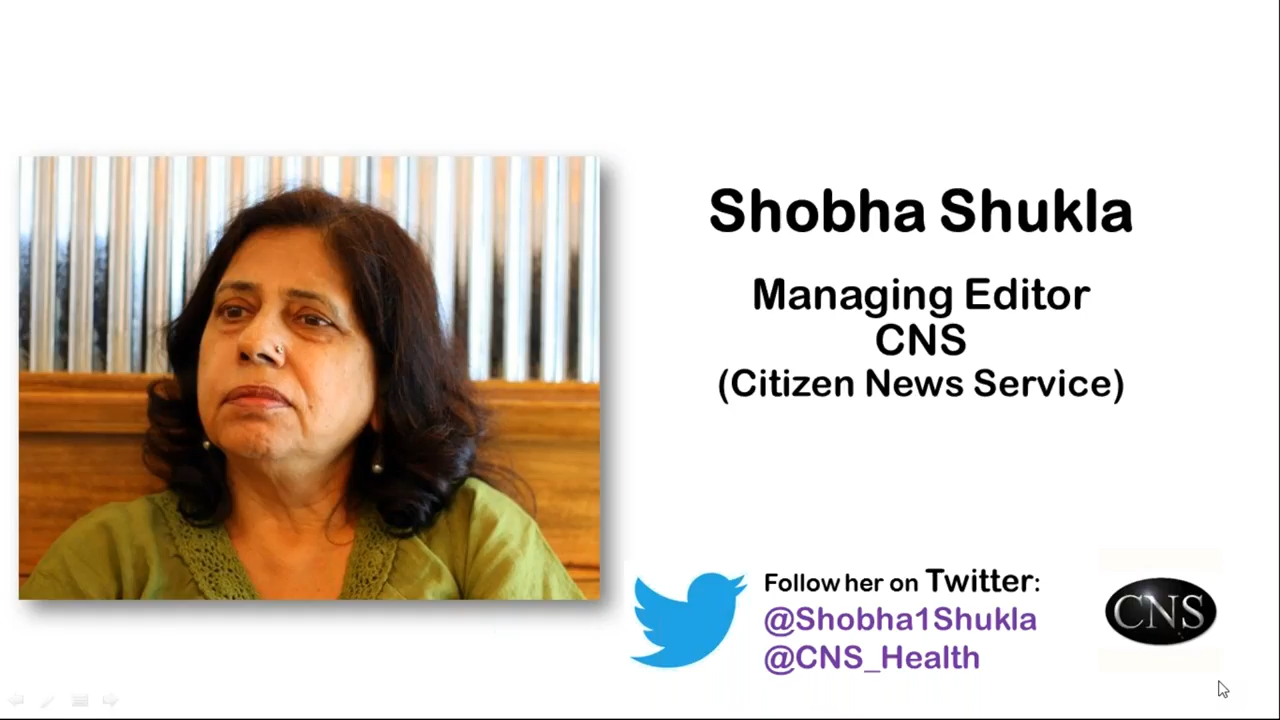 Shobha Shukla
Managing Editor
CNS
(Citizen News Service)
Follow her on Twitter:
@Shobha1Shukla
@CNS_Health
CNS